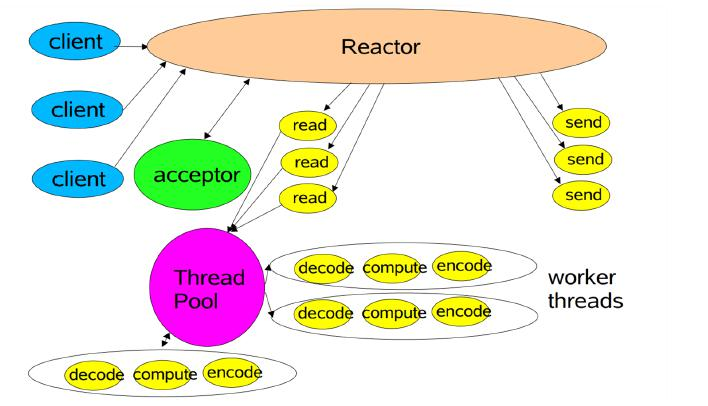 client
Reactor
client
client
acceptor
read
read
read
send
send
send
Thread
Pool
decode compute encode
decode compute encode
worker
threads
decode compute encode